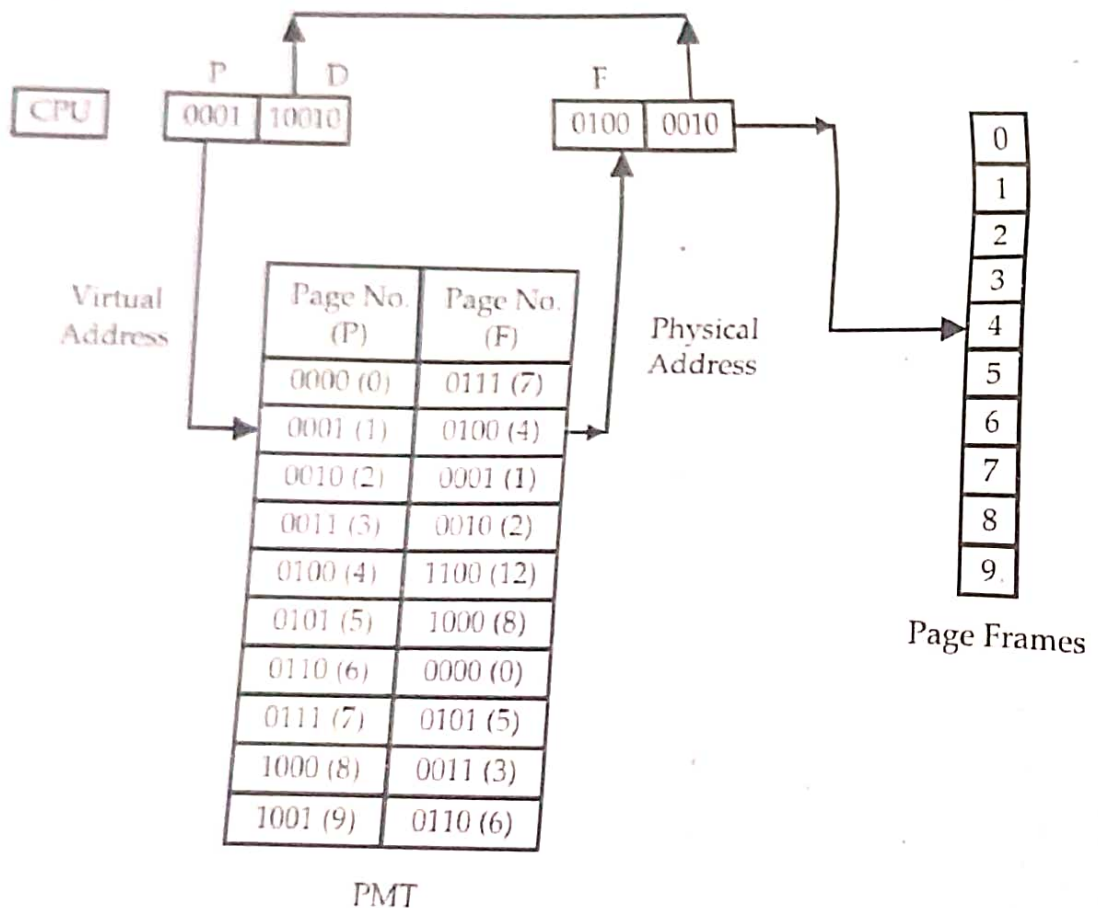 P D
F
CPU
0001 10010
0100 0010
Virtual
Address
Page No.
(P)
Page No.
(F)
0000 (0) 0111 (7)
0001 (1) 0100 (4)
0010 (2) 0001 (1)
0011 (3) 0010 (2)
0100 (4) 1100 (12)
0101 (5) 1000 (8)
0110 (6) 0000 (0)
0111 (7) 0101 (5)
1000 (8) 0011 (3)
1001 (9) 0110 (6)
PMT
Physical
Address
0
1
2
3
4
5
6
7
8
9
Page Frames